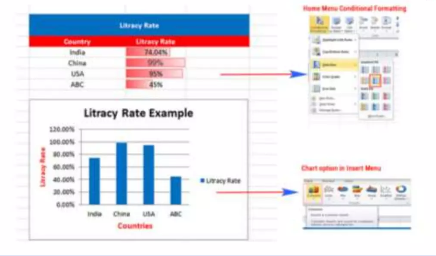 Home Menu Conditional Formatting
Litracy Rate
Country Litracy Rate
India 74.04%
China 99%
USA 95%
ABC 45%
Litracy Rate Example
120.00%
100.00%
80.00%
60.00%
40.00%
20.00%
0.00%
Litracy Rate
India China USA ABC
Countries
Litracy Rate
Chart option in Insert Menu